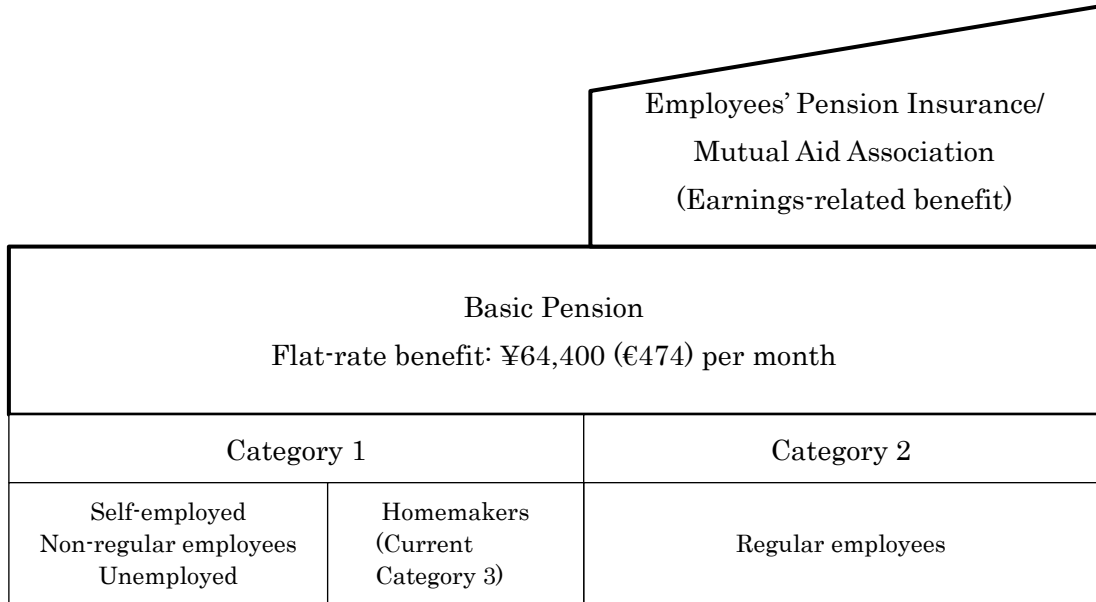 Employees’ Pension Insurance/
Mutual Aid Association
(Earnings-related benefit)
Basic Pension
Flat-rate benefit: ¥64,400 (€474) per month
Category 1
Category 2
Self-employed
Non-regular employees
Unemployed
Homemakers
(Current
Category 3)
Regular employees